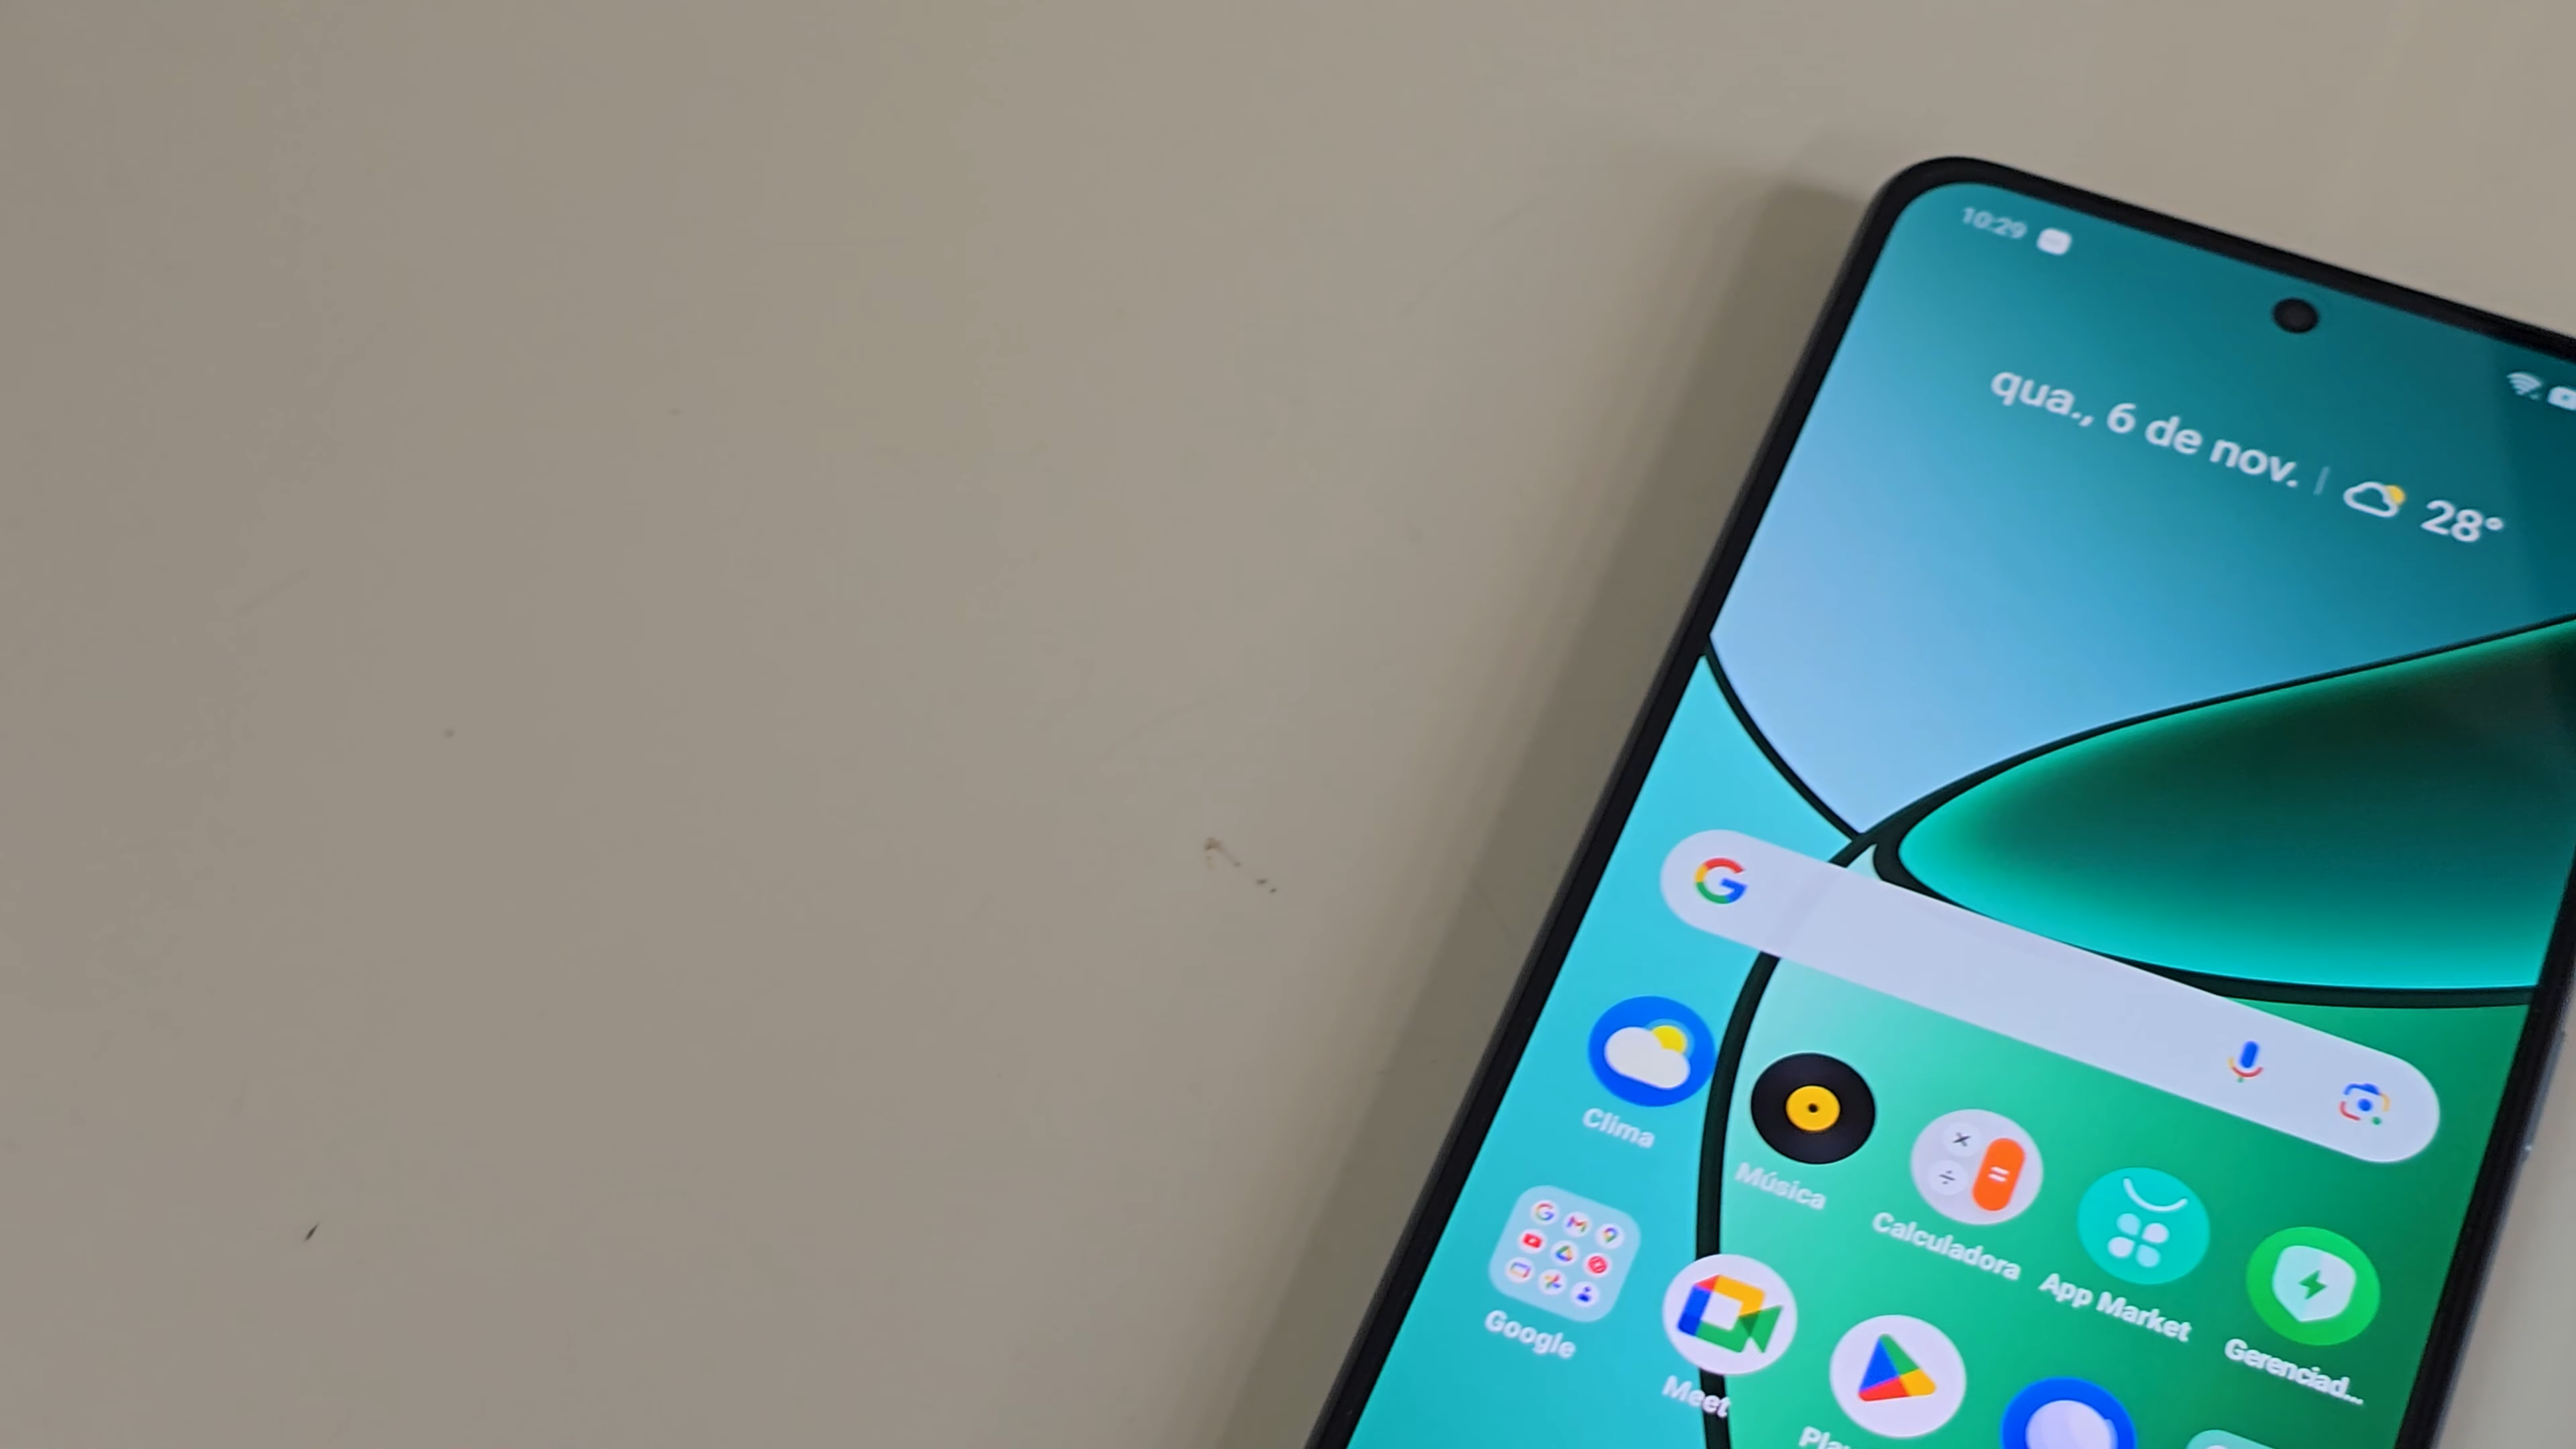 10:29
qua., 6 de nov. | 28°
Clima
Música
Calculadora
App Market
Gerenciad...
Google
Meet